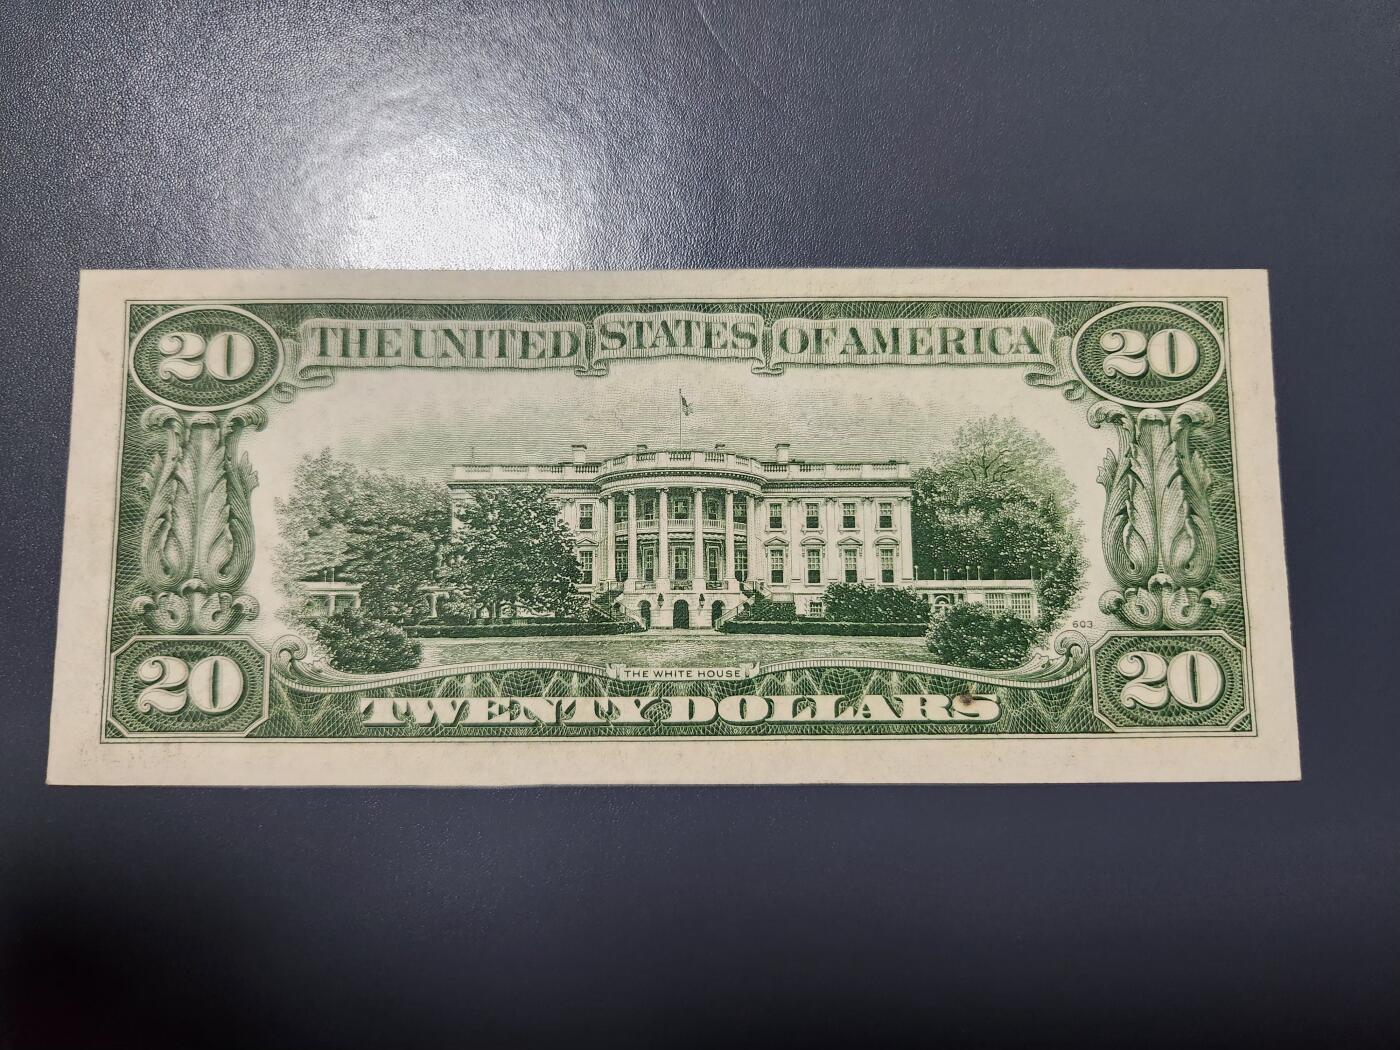 20 THE UNITED STATES OF AMERICA 20
603
THE WHITE HOUSE
20 TWENTY DOLLARS 20